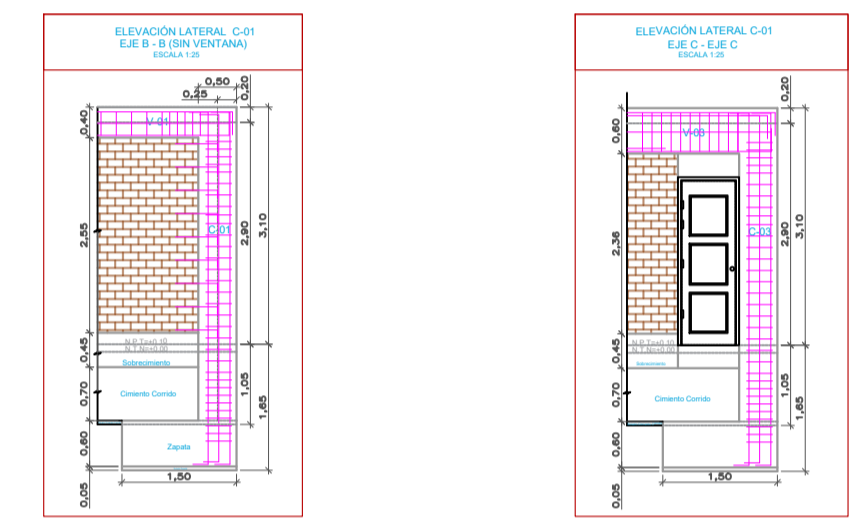 ELEVACIÓN LATERAL C-01
EJE B - B (SIN VENTANA)
ESCALA 1:25
0,50
0,25
0,20
0,40
V-01
2,55
C-01
2,90
3,10
N.P.T=+0.10
N.T.N=+0.00
0,45
Sobrecimiento
0,70
Cimiento Corrido
1,05
1,65
0,60
Zapata
1,50
0,05
ELEVACIÓN LATERAL C-01
EJE C - EJE C
ESCALA 1:25
0,20
0,60
V-03
2,36
C-03
2,90
3,10
N.P.T=+0.10
N.T.N=+0.00
0,45
Sobrecimiento
0,70
Cimiento Corrido
1,05
1,65
0,60
1,50
0,05